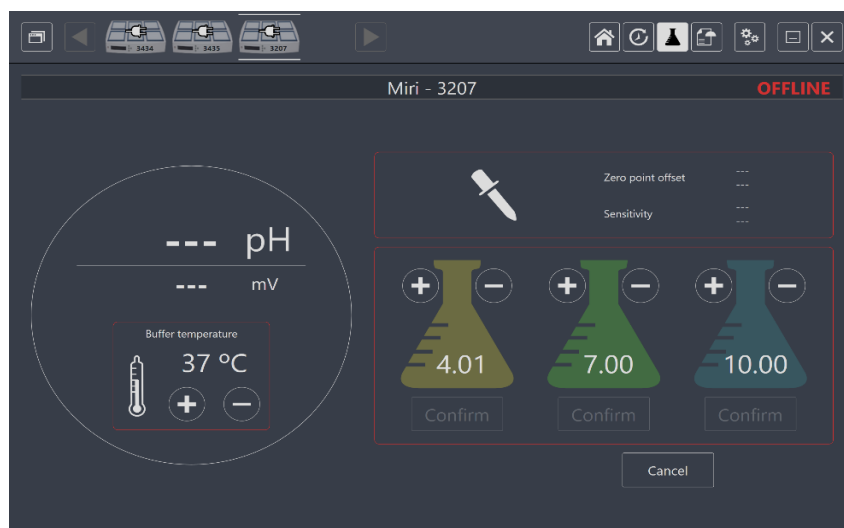 3434
3435
3207
Miri - 3207
OFFLINE
--- pH
--- mV
Buffer temperature
37 ºC
Zero point offset
---
---
Sensitivity
---
---
4.01
7.00
10.00
Confirm
Confirm
Confirm
Cancel